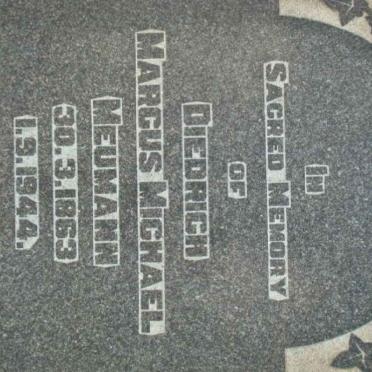 IN
SACRED MEMORY
OF
DIEDRICH
MARCUS MICHAEL
NEUMANN
30.3.1863
1.9.1944.